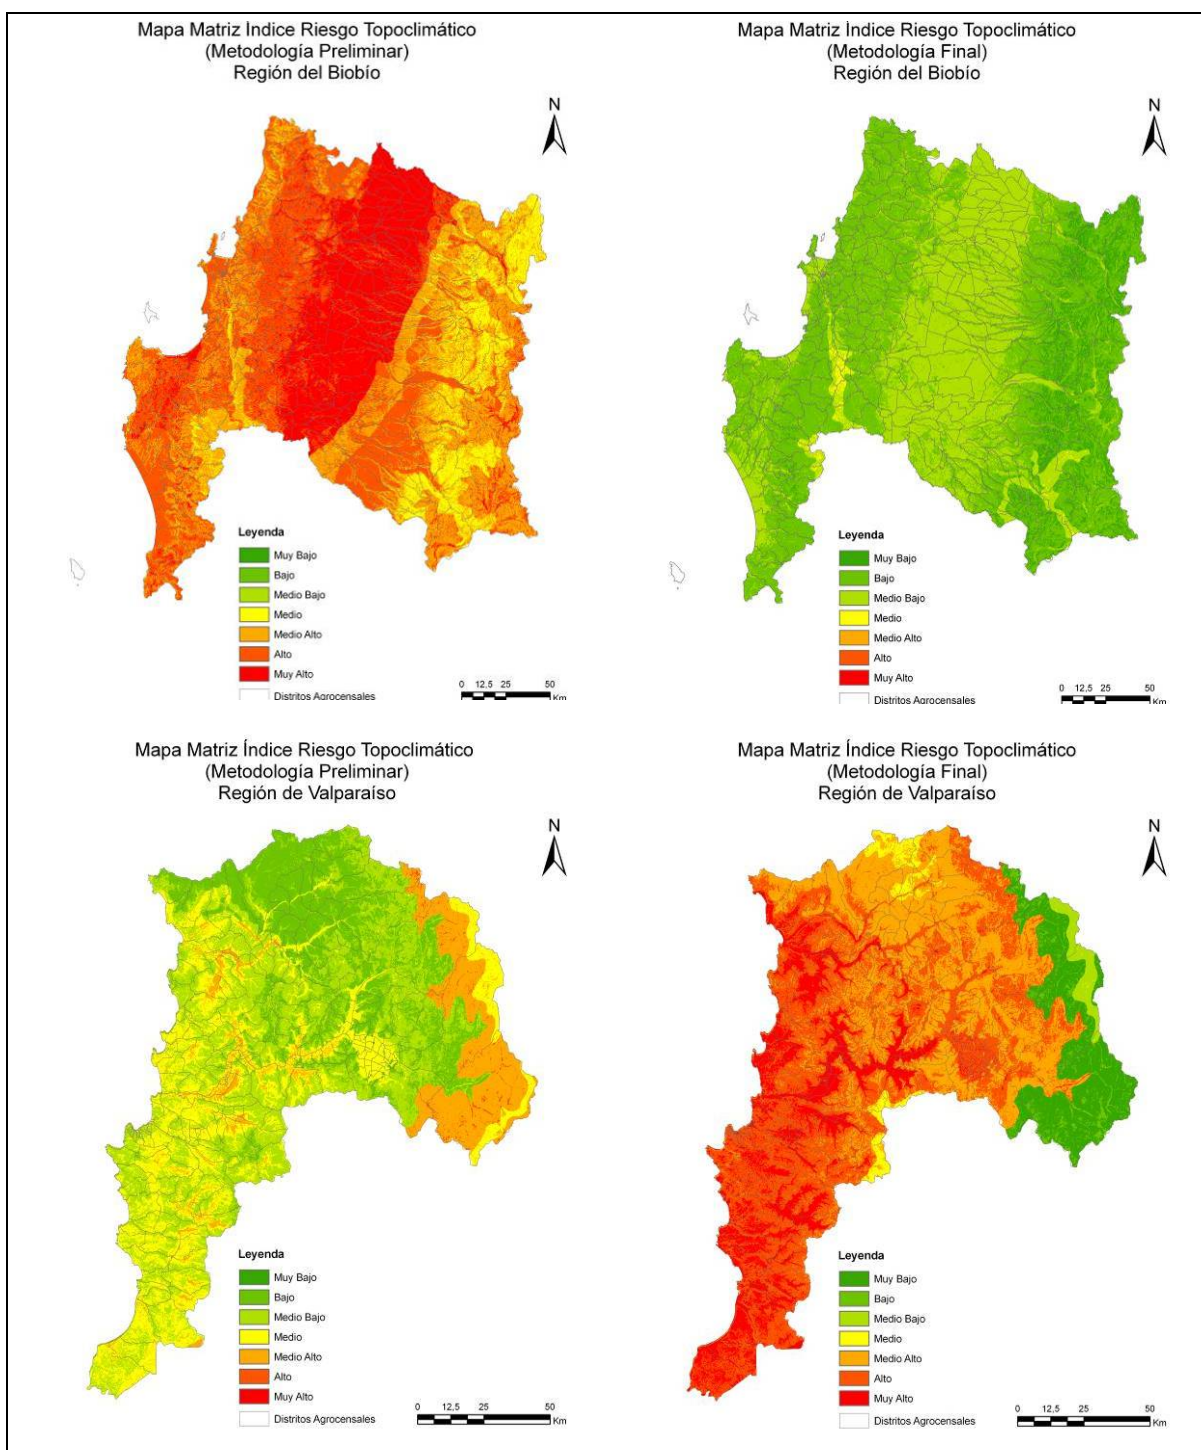 Mapa Matriz Índice Riesgo Topoclimático
(Metodología Preliminar)
Región del Biobío
N
Leyenda
Muy Bajo
Bajo
Medio Bajo
Medio
Medio Alto
Alto
Muy Alto
Distritos Agrocensales
0 12,5 25 50
Km
Mapa Matriz Índice Riesgo Topoclimático
(Metodología Final)
Región del Biobío
N
Leyenda
Muy Bajo
Bajo
Medio Bajo
Medio
Medio Alto
Alto
Muy Alto
Distritos Agrocensales
0 12,5 25 50
Km
Mapa Matriz Índice Riesgo Topoclimático
(Metodología Preliminar)
Región de Valparaíso
N
Leyenda
Muy Bajo
Bajo
Medio Bajo
Medio
Medio Alto
Alto
Muy Alto
Distritos Agrocensales
0 12,5 25 50
Km
Mapa Matriz Índice Riesgo Topoclimático
(Metodología Final)
Región de Valparaíso
N
Leyenda
Muy Bajo
Bajo
Medio Bajo
Medio
Medio Alto
Alto
Muy Alto
Distritos Agrocensales
0 12,5 25 50
Km